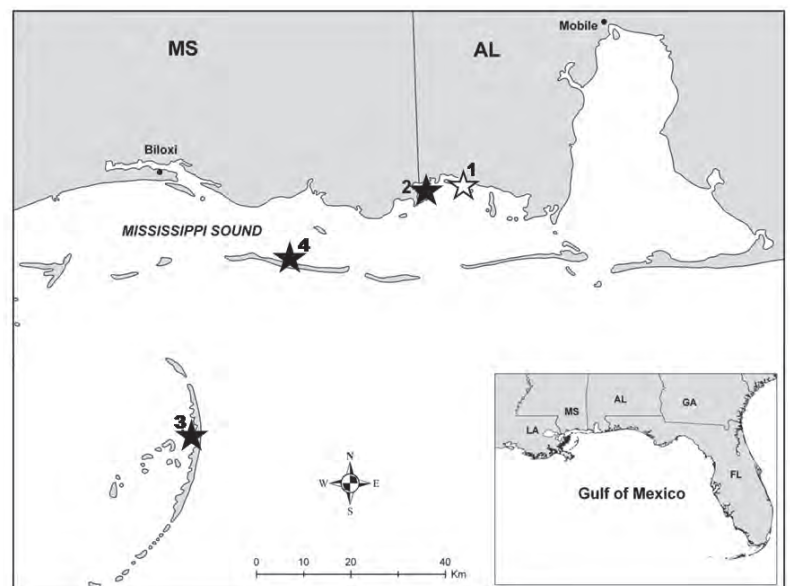 Mobile
MS
AL
Biloxi
1
2
MISSISSIPPI SOUND
4
3
N
W E
S
0 10 20 40
Km
MS
AL
GA
LA
FL
Gulf of Mexico